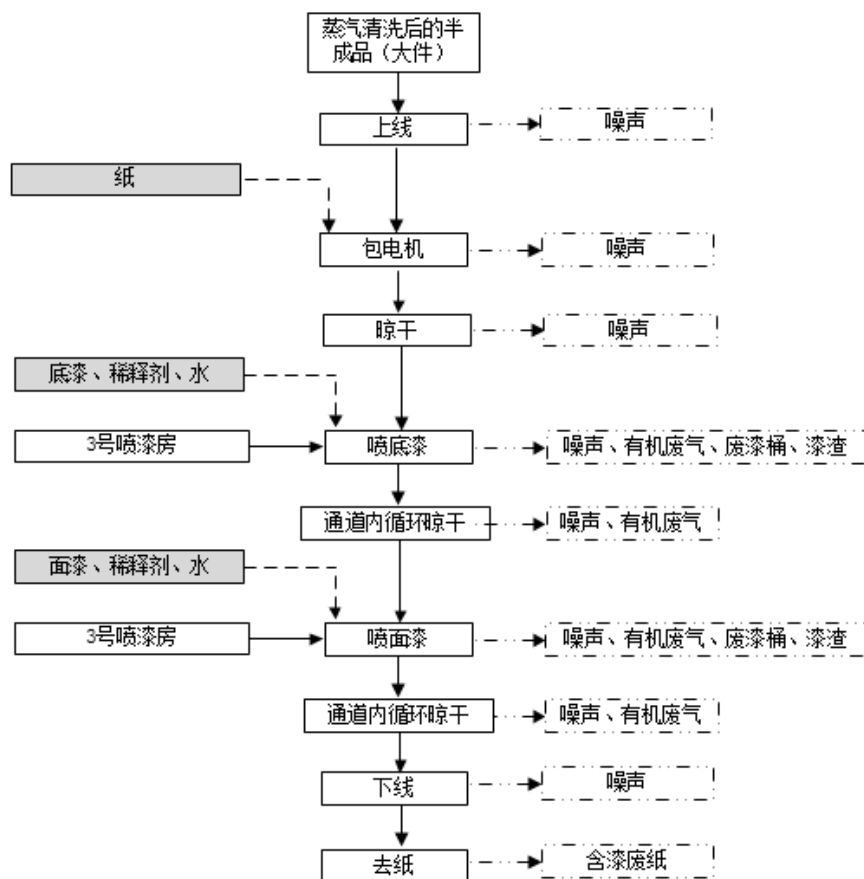 蒸汽清洗后的半
成品（大件）
上线
噪声
纸
包电机
噪声
晾干
噪声
底漆、稀释剂、水
3号喷漆房
喷底漆
噪声、有机废气、废漆桶、漆渣
通道内循环晾干
噪声、有机废气
面漆、稀释剂、水
3号喷漆房
喷面漆
噪声、有机废气、废漆桶、漆渣
通道内循环晾干
噪声、有机废气
下线
噪声
去纸
含漆废纸